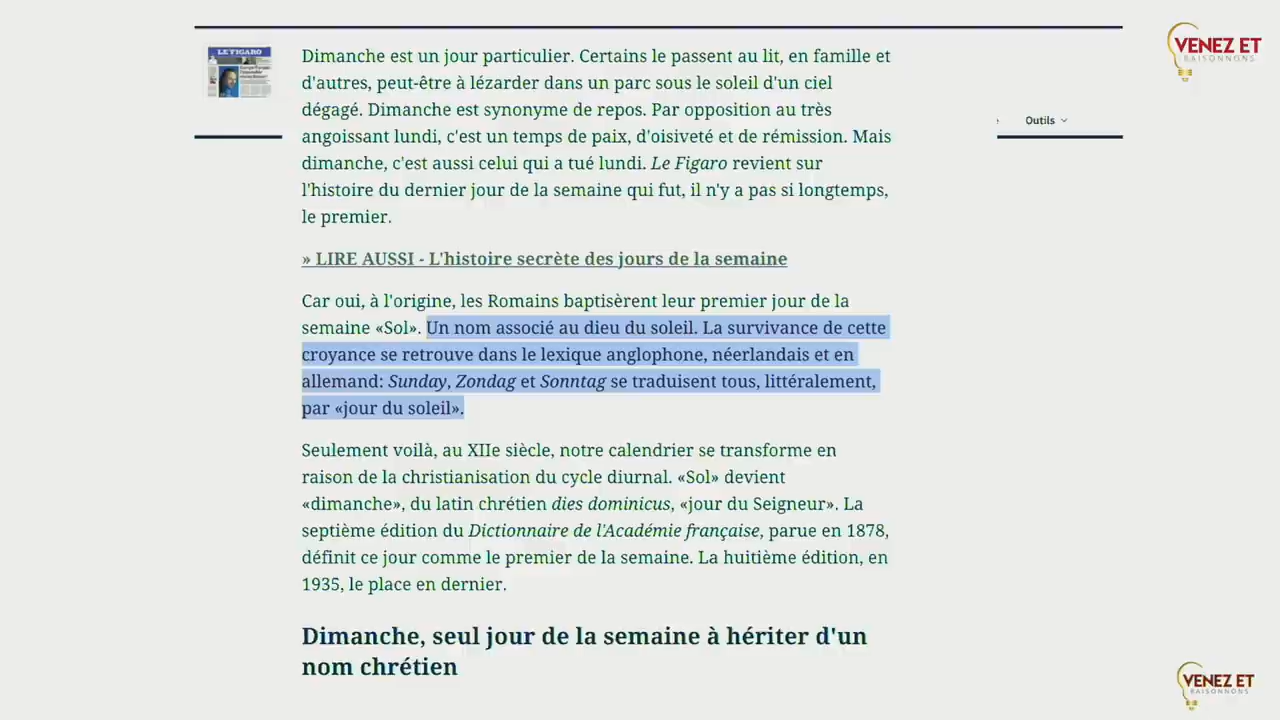 LE FIGARO
Dimanche est un jour particulier. Certains le passent au lit, en famille et
d'autres, peut-être à lézarder dans un parc sous le soleil d'un ciel
dégagé. Dimanche est synonyme de repos. Par opposition au très
angoissant lundi, c'est un temps de paix, d'oisiveté et de rémission. Mais
dimanche, c'est aussi celui qui a tué lundi. Le Figaro revient sur
l'histoire du dernier jour de la semaine qui fut, il n'y a pas si longtemps,
le premier.
» LIRE AUSSI - L'histoire secrète des jours de la semaine
Car oui, à l'origine, les Romains baptisèrent leur premier jour de la
semaine «Sol». Un nom associé au dieu du soleil. La survivance de cette
croyance se retrouve dans le lexique anglophone, néerlandais et en
allemand: Sunday, Zondag et Sonntag se traduisent tous, littéralement,
par «jour du soleil».
Seulement voilà, au XIIe siècle, notre calendrier se transforme en
raison de la christianisation du cycle diurnal. «Sol» devient
«dimanche», du latin chrétien dies dominicus, «jour du Seigneur». La
septième édition du Dictionnaire de l'Académie française, parue en 1878,
définit ce jour comme le premier de la semaine. La huitième édition, en
1935, le place en dernier.
Dimanche, seul jour de la semaine à hériter d'un
nom chrétien
Outils
VENEZ ET
RAISONNONS
VENEZ ET
RAISONNONS